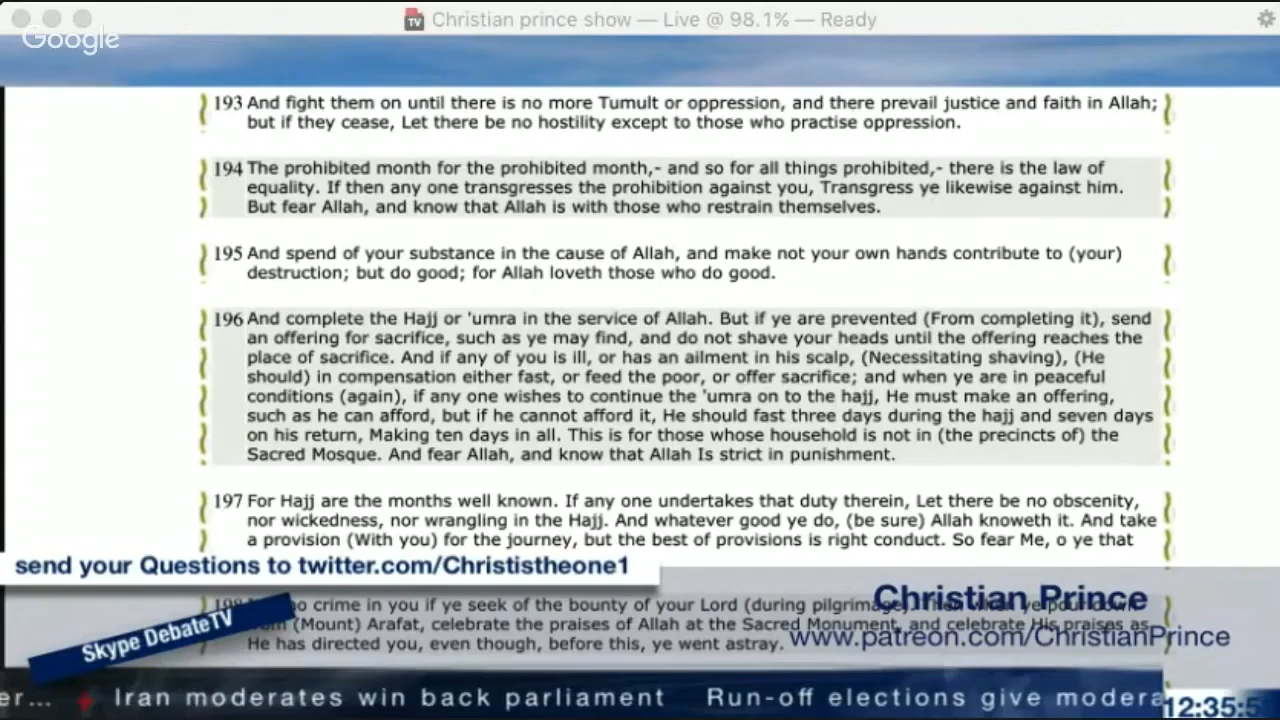 Christian prince show — Live @ 98.1% — Ready
Google
193 And fight them on until there is no more Tumult or oppression, and there prevail justice and faith in Allah;
but if they cease, Let there be no hostility except to those who practise oppression.
194 The prohibited month for the prohibited month,- and so for all things prohibited,- there is the law of
equality. If then any one transgresses the prohibition against you, Transgress ye likewise against him.
But fear Allah, and know that Allah is with those who restrain themselves.
195 And spend of your substance in the cause of Allah, and make not your own hands contribute to (your)
destruction; but do good; for Allah loveth those who do good.
196 And complete the Hajj or 'umra in the service of Allah. But if ye are prevented (From completing it), send
an offering for sacrifice, such as ye may find, and do not shave your heads until the offering reaches the
place of sacrifice. And if any of you is ill, or has an ailment in his scalp, (Necessitating shaving), (He
should) in compensation either fast, or feed the poor, or offer sacrifice; and when ye are in peaceful
conditions (again), if any one wishes to continue the 'umra on to the hajj, He must make an offering,
such as he can afford, but if he cannot afford it, He should fast three days during the hajj and seven days
on his return, Making ten days in all. This is for those whose household is not in (the precincts of) the
Sacred Mosque. And fear Allah, and know that Allah Is strict in punishment.
197 For Hajj are the months well known. If any one undertakes that duty therein, Let there be no obscenity,
nor wickedness, nor wrangling in the Hajj. And whatever good ye do, (be sure) Allah knoweth it. And take
a provision (With you) for the journey, but the best of provisions is right conduct. So fear Me, o ye that
send your Questions to twitter.com/Christistheone1
no crime in you if ye seek of the bounty of your Lord (during pilgrimage).
(Mount) Arafat, celebrate the praises of Allah at the Sacred Monument, and celebrate His praises as
He has directed you, even though, before this, ye went astray.
Christian Prince
www.patreon.com/ChristianPrince
Skype DebateTV
er... Iran moderates win back parliament Run-off elections give modera
12:35:5